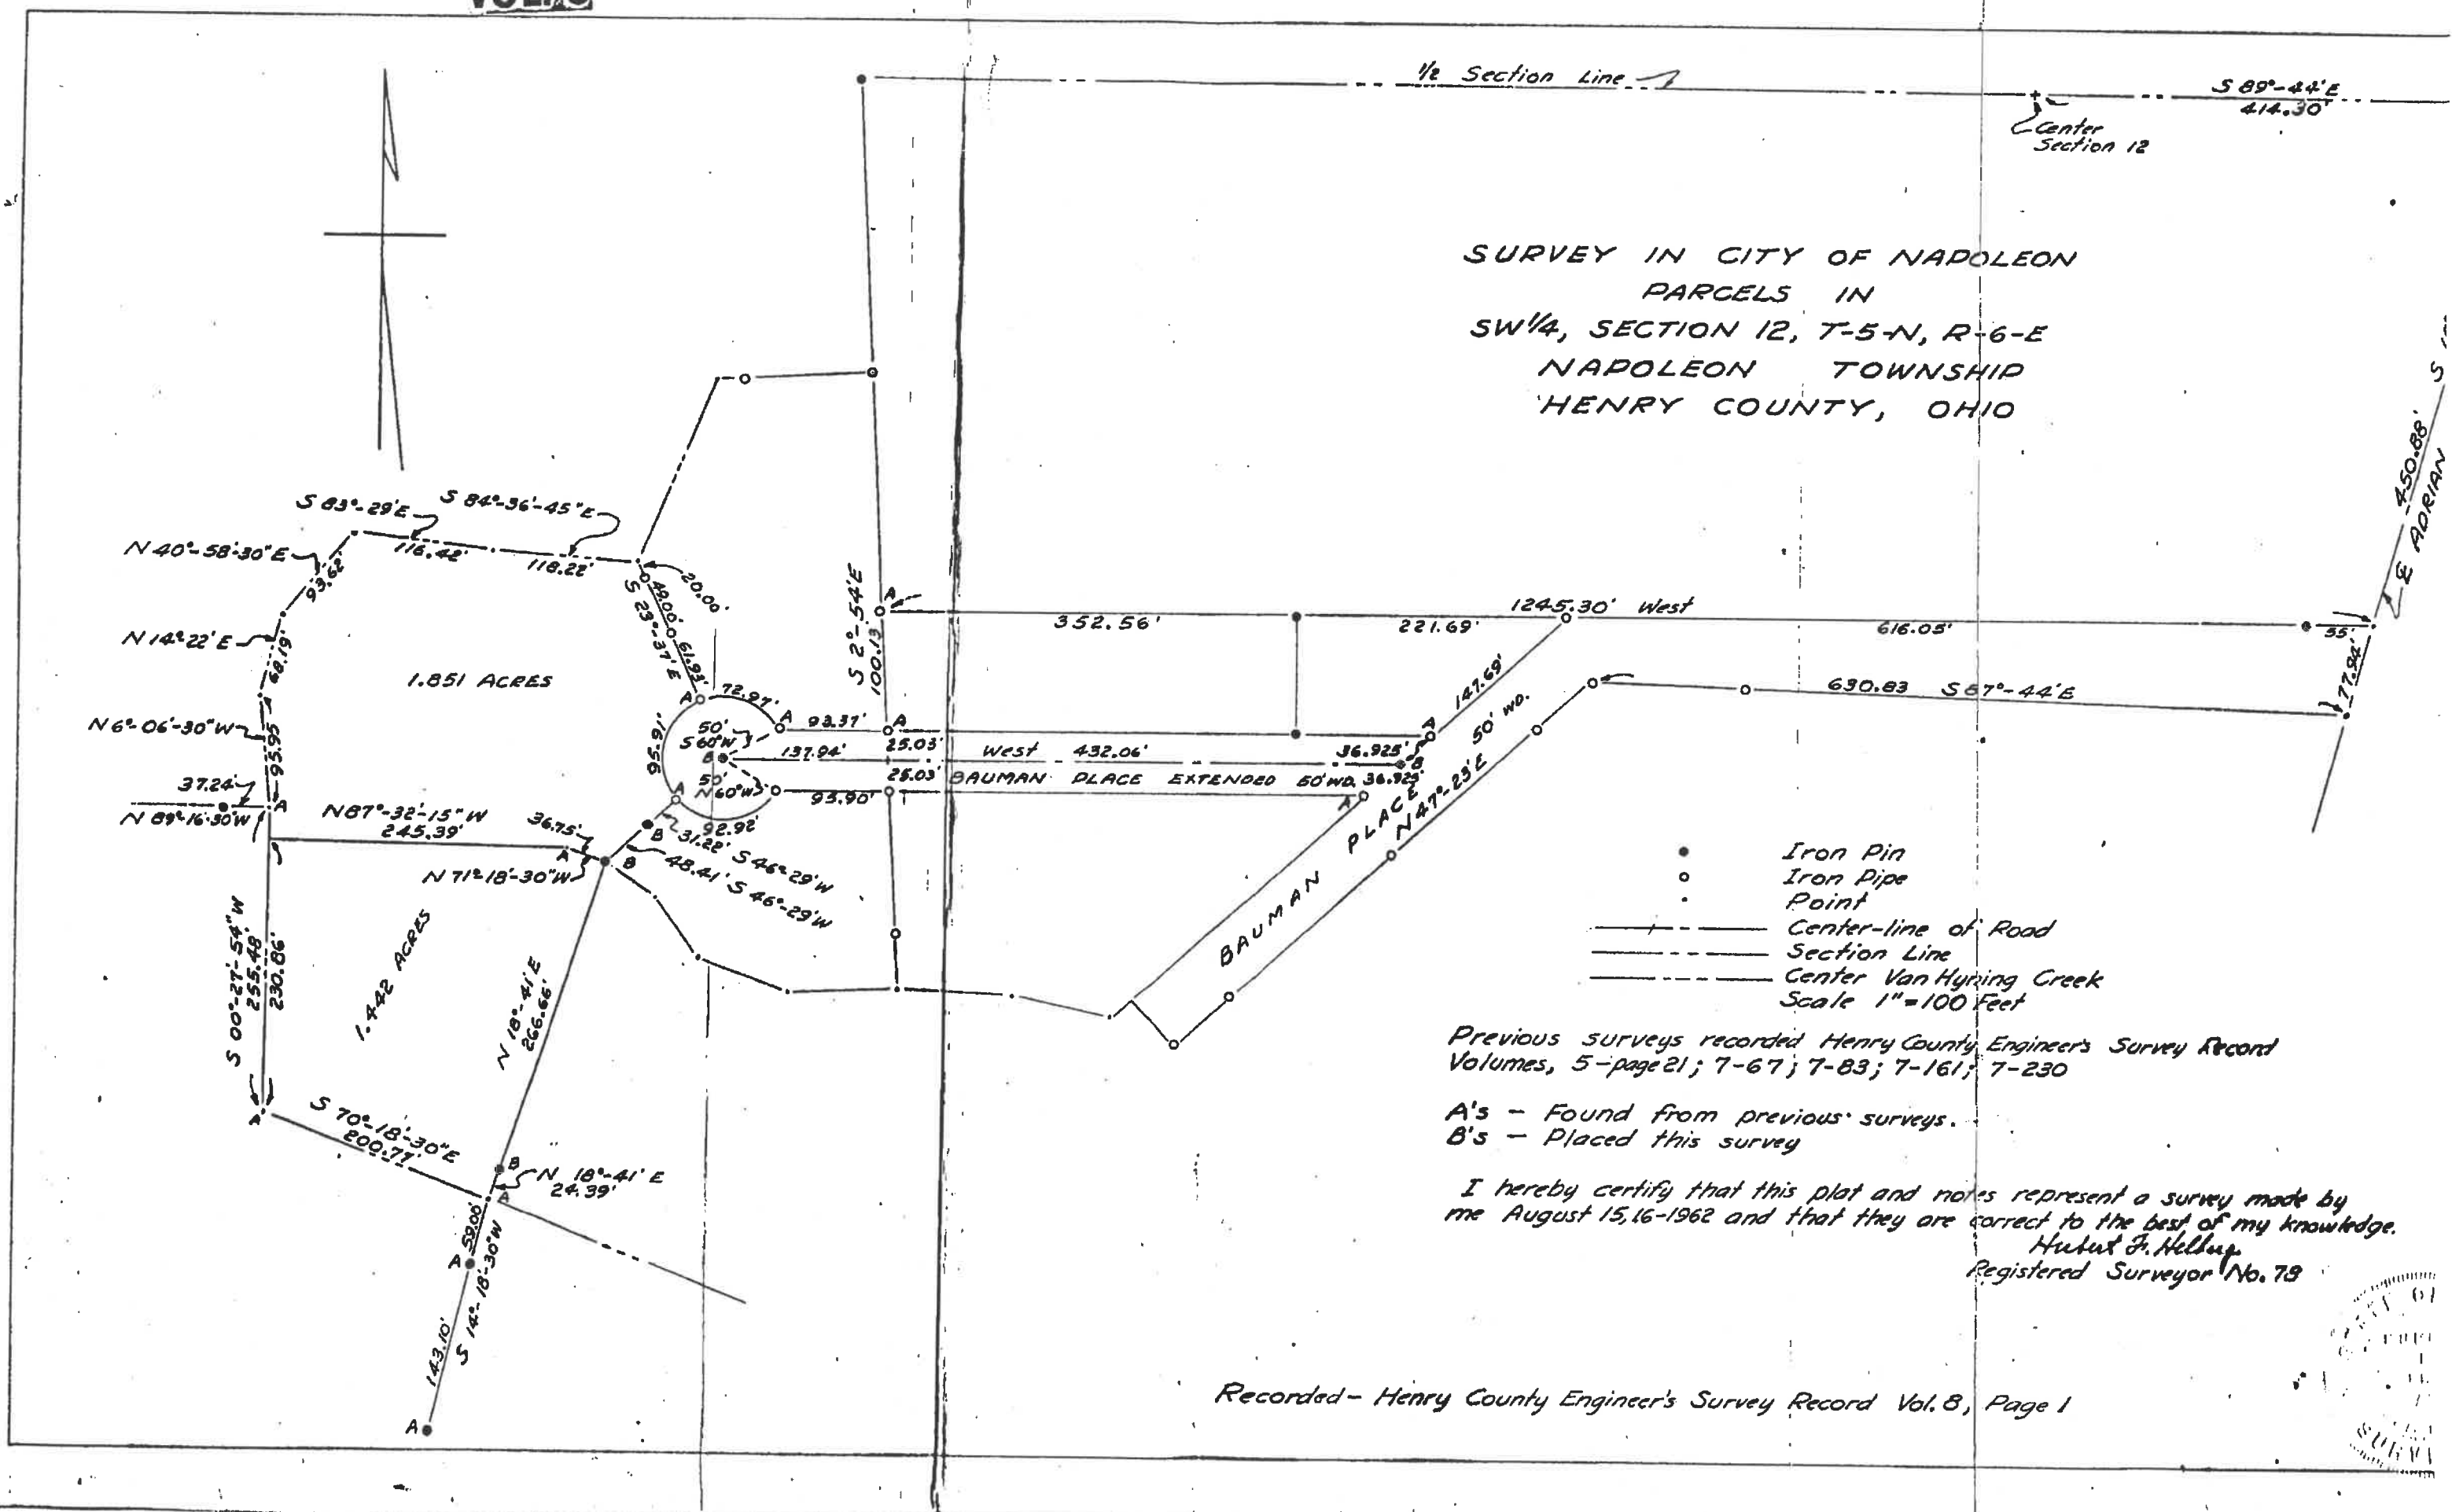 VOL. 8
1/2 Section Line
S 89°-44'E
414.30'
Center
Section 12
SURVEY IN CITY OF NAPOLEON
PARCELS IN
SW 1/4, SECTION 12, T-5-N, R-6-E
NAPOLEON TOWNSHIP
HENRY COUNTY, OHIO
S
450.88'
℄ ADRIAN
S 83°-29'E
S 84°-36'-45"E
N 40°-58'-30"E
93.62'
116.42'
118.22'
20.00'
49.00'
61.93'
S 23°-37'E
N 14°-22'E
68.19'
1.851 ACRES
S 2°-54'E
100.13'
A
352.56'
221.69'
1245.30' West
616.05'
55'
77.94'
147.69'
50' WD.
630.83 S 87°-44'E
N 6°-06'-30"W
95.95
A
72.97'
A
95.91'
50'
S 60°W
B
93.37'
A
137.94'
25.03'
West 432.06'
36.925'
A
B
50'
N 60°W
25.03'
BAUMAN PLACE EXTENDED 50' WD.
36.925'
A
93.90'
A
92.92'
37.24'
A
N 89°-16'-30"W
N 87°-32'-15"W
245.39'
36.75'
A
B
B
31.22' S 46°-29'W
48.41' S 46°-29'W
N 71°-18'-30"W
BAUMAN PLACE
N 47°-23'E
S 00°-27'-54"W
255.48'
230.86'
1.442 ACRES
N 18°-41'E
266.66'
Iron Pin
Iron Pipe
Point
Center-line of Road
Section Line
Center Van Hyning Creek
Scale 1"=100 Feet
Previous surveys recorded Henry County Engineer's Survey Record
Volumes, 5-page 21; 7-67; 7-83; 7-161; 7-230
A's - Found from previous surveys.
B's - Placed this survey
A
S 70°-18'-30"E
200.77'
B
N 18°-41'E
24.39'
A
59.00'
A
S 14°-18'-30"W
143.10'
A
I hereby certify that this plat and notes represent a survey made by
me August 15,16-1962 and that they are correct to the best of my knowledge.
Registered Surveyor No. 78
Recorded - Henry County Engineer's Survey Record Vol. 8, Page 1